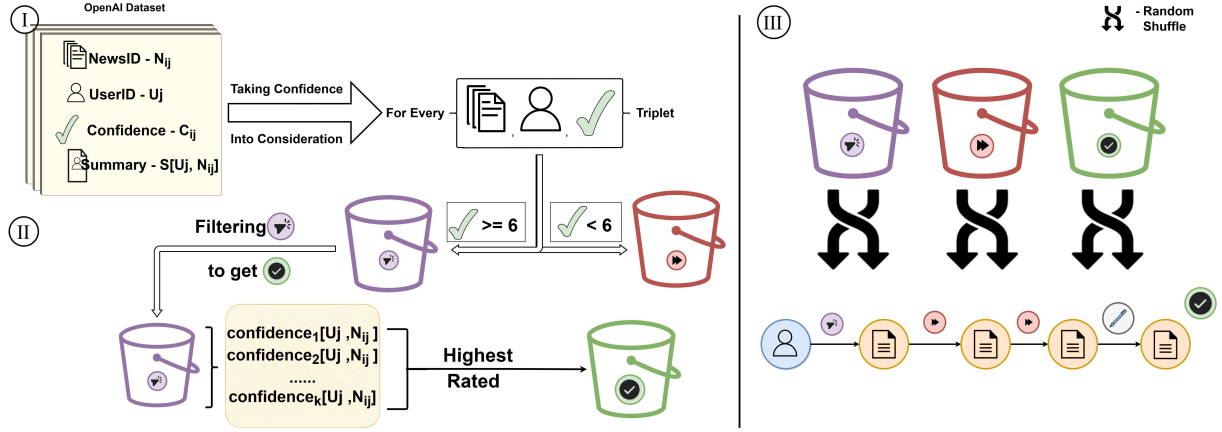 I
OpenAI Dataset
NewsID - Nij
UserID - Uj
Confidence - Cij
Summary - S[Uj, Nij]
Taking Confidence
Into Consideration
For Every
, ,
Triplet
>= 6
< 6
II
Filtering
to get
confidence1[Uj ,Nij ]
confidence2[Uj ,Nij ]
......
confidencek[Uj ,Nij]
Highest
Rated
III
- Random
Shuffle